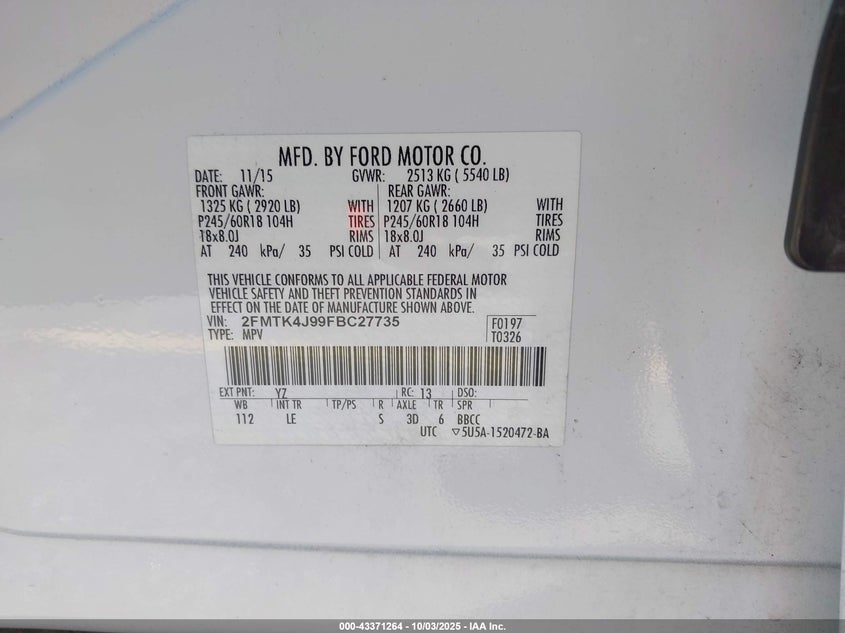 MFD. BY FORD MOTOR CO.
DATE: 11/15 GVWR: 2513 KG ( 5540 LB)
FRONT GAWR: REAR GAWR:
1325 KG ( 2920 LB) WITH 1207 KG ( 2660 LB) WITH
P245/60R18 104H TIRES P245/60R18 104H TIRES
18x8.0J RIMS 18x8.0J RIMS
AT 240 kPa/ 35 PSI COLD AT 240 kPa/ 35 PSI COLD
THIS VEHICLE CONFORMS TO ALL APPLICABLE FEDERAL MOTOR
VEHICLE SAFETY AND THEFT PREVENTION STANDARDS IN
EFFECT ON THE DATE OF MANUFACTURE SHOWN ABOVE.
VIN: 2FMTK4J99FBC27735 F0197
TYPE: MPV T0326
EXT PNT: YZ RC: 13 DSO:
WB INT TR TP/PS R AXLE TR SPR
112 LE S 3D 6 BBCC
UTC ▽5U5A-1520472-BA
000-43371264 - 10/03/2025 - IAA Inc.